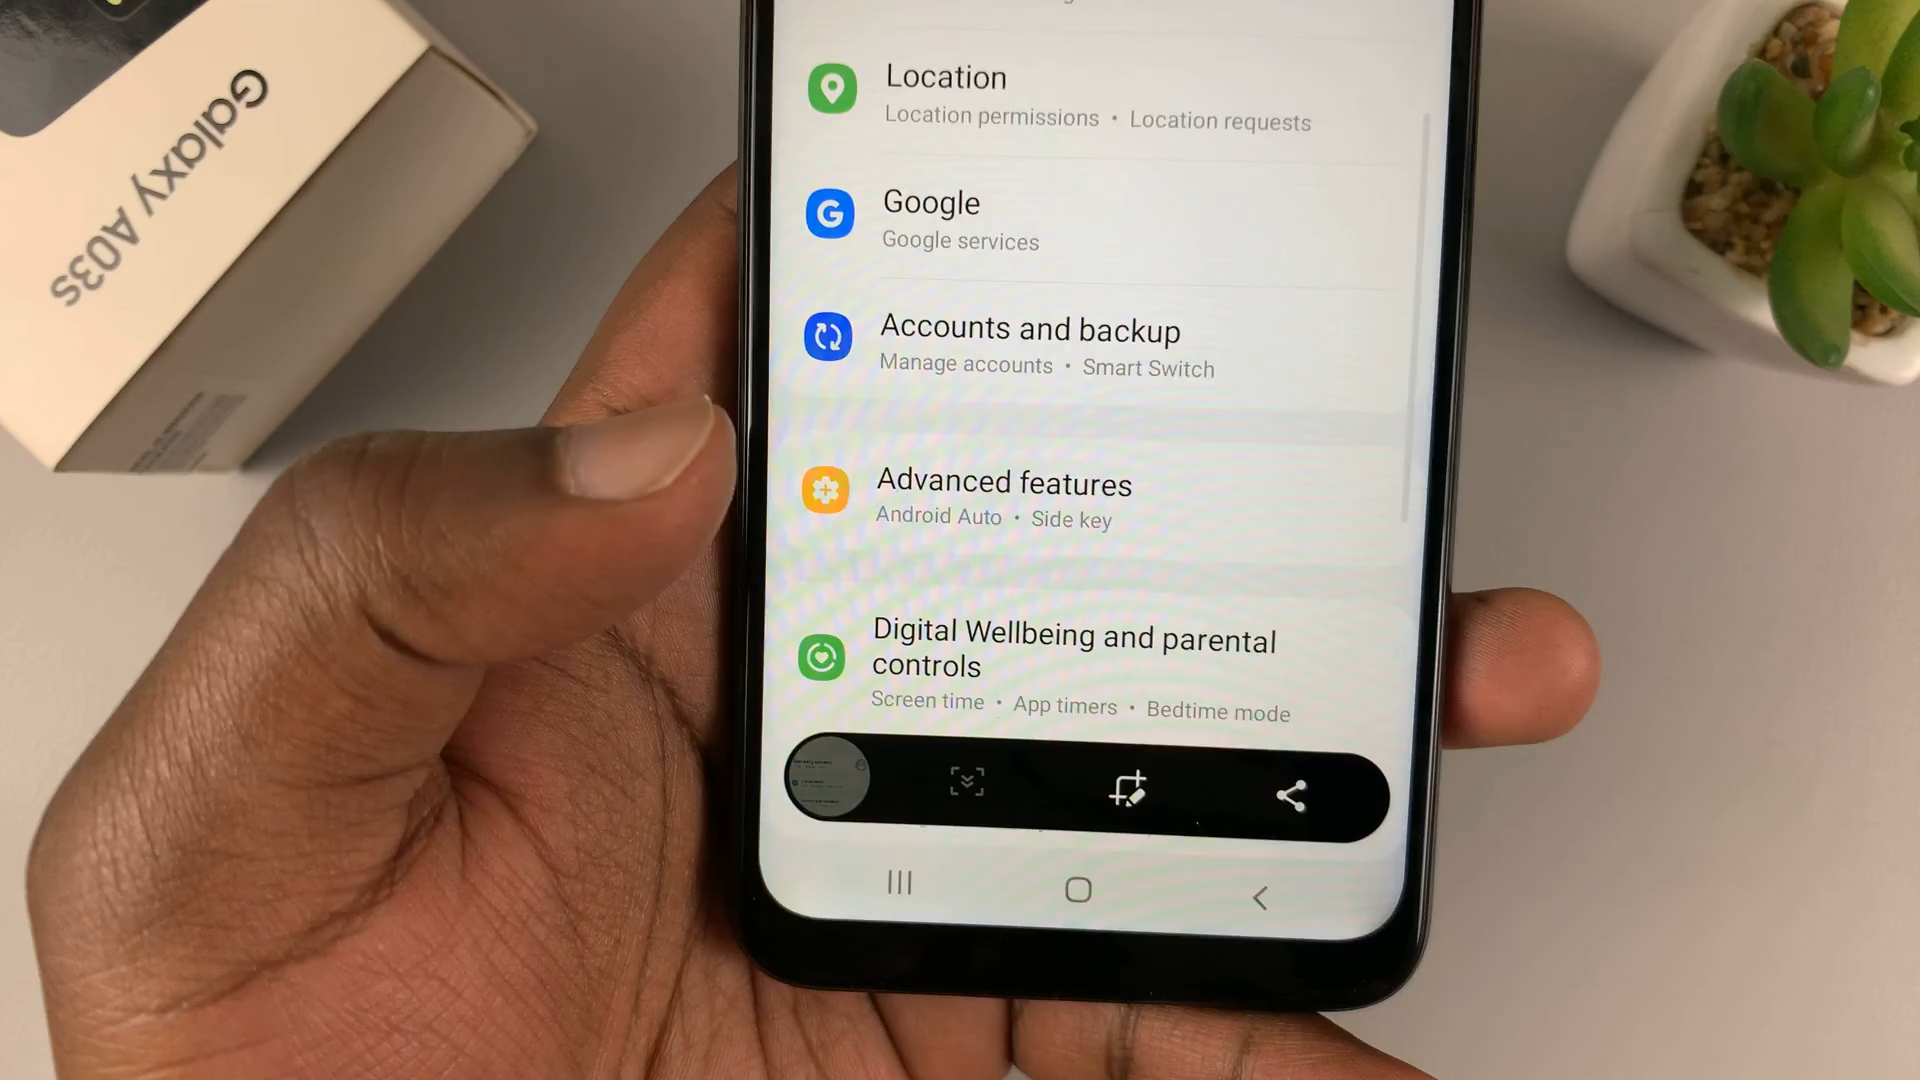 Galaxy A03s
Location
Location permissions • Location requests
Google
Google services
Accounts and backup
Manage accounts • Smart Switch
Advanced features
Android Auto • Side key
Digital Wellbeing and parental
controls
Screen time • App timers • Bedtime mode